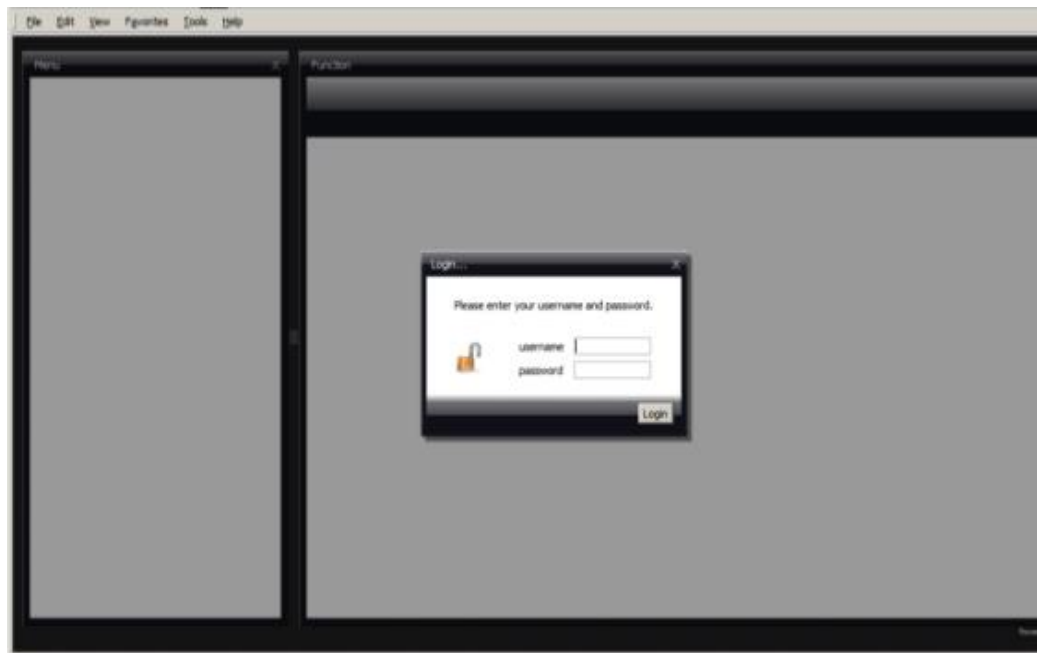 File Edit View Favorites Tools Help
Menu X Function
Login... X
Please enter your username and password.
username
password
Login